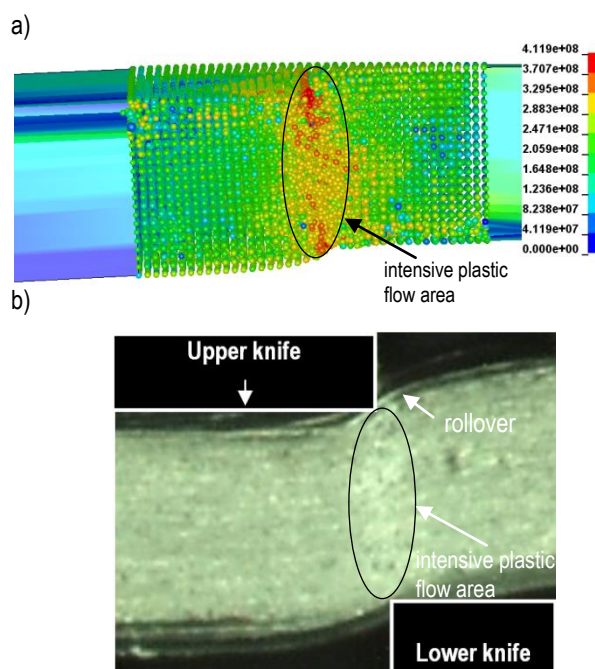 a)
4.119e+08
3.707e+08
3.295e+08
2.883e+08
2.471e+08
2.059e+08
1.648e+08
1.236e+08
8.238e+07
4.119e+07
0.000e+00
intensive plastic
flow area
b)
Upper knife
rollover
intensive plastic
flow area
Lower knife